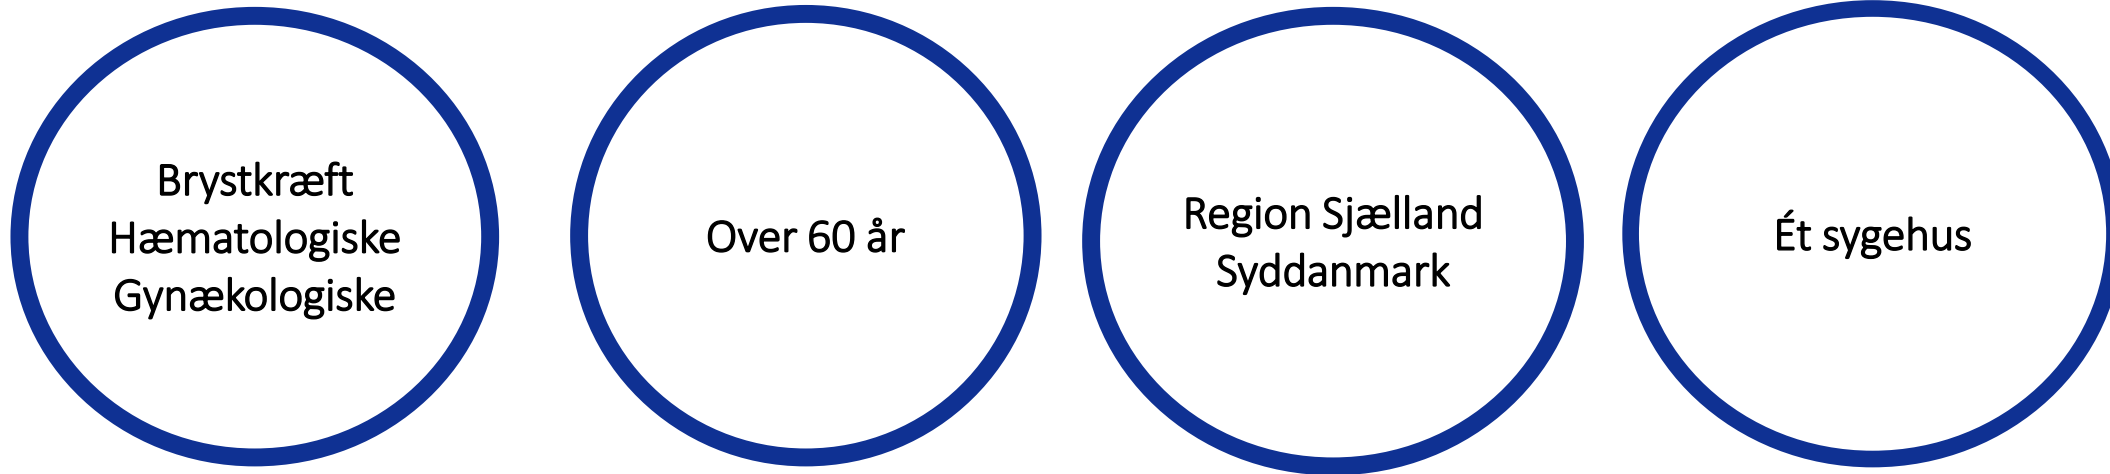 Brystkræft
Hæmatologiske
Gynækologiske
Over 60 år
Region Sjælland
Syddanmark
Ét sygehus